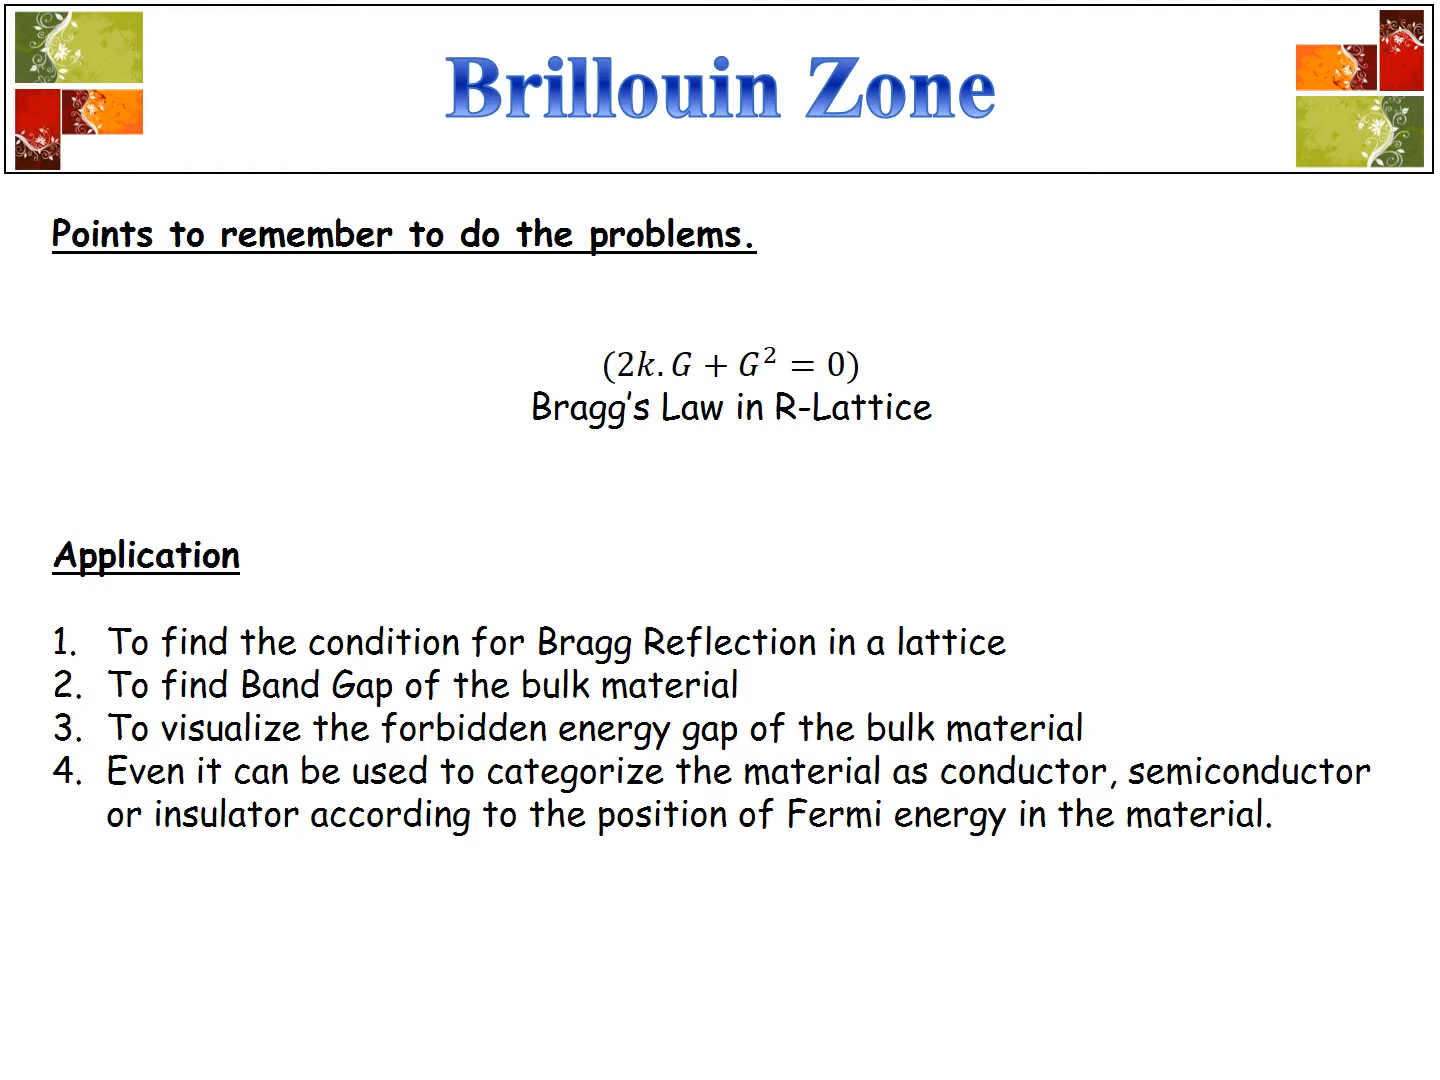 Brillouin Zone
Points to remember to do the problems.
(2k. G + G² = 0)
Bragg's Law in R-Lattice
Application
1. To find the condition for Bragg Reflection in a lattice
2. To find Band Gap of the bulk material
3. To visualize the forbidden energy gap of the bulk material
4. Even it can be used to categorize the material as conductor, semiconductor
or insulator according to the position of Fermi energy in the material.